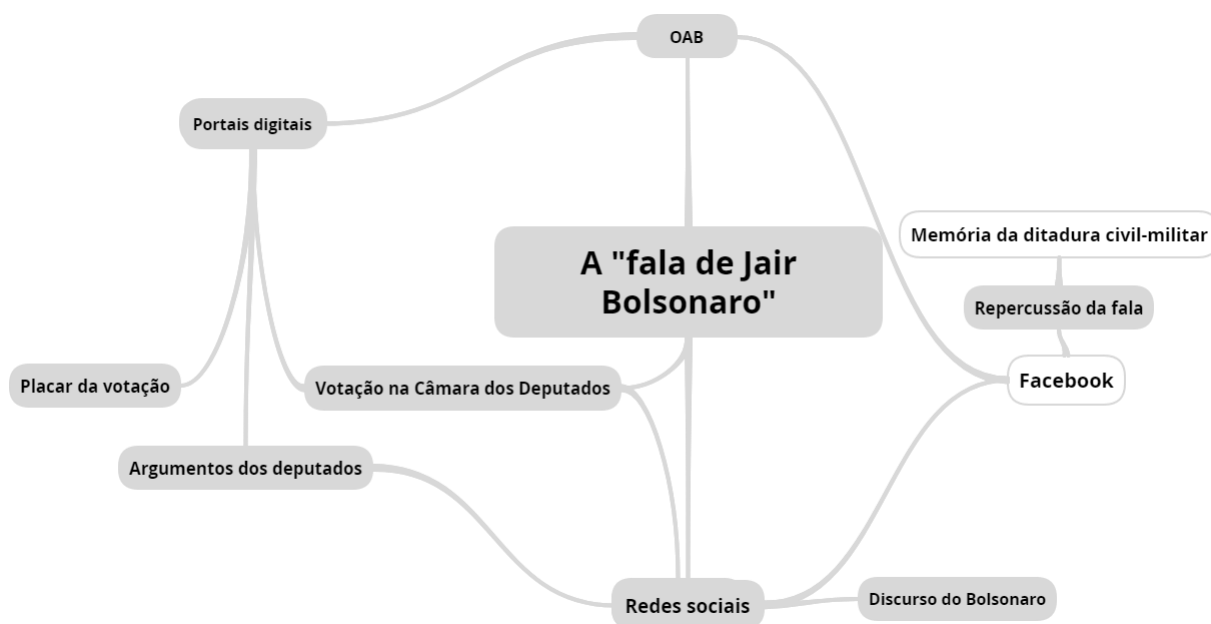 OAB
Portais digitais
A "fala de Jair
Bolsonaro"
Memória da ditadura civil-militar
Repercussão da fala
Facebook
Placar da votação
Votação na Câmara dos Deputados
Argumentos dos deputados
Redes sociais
Discurso do Bolsonaro